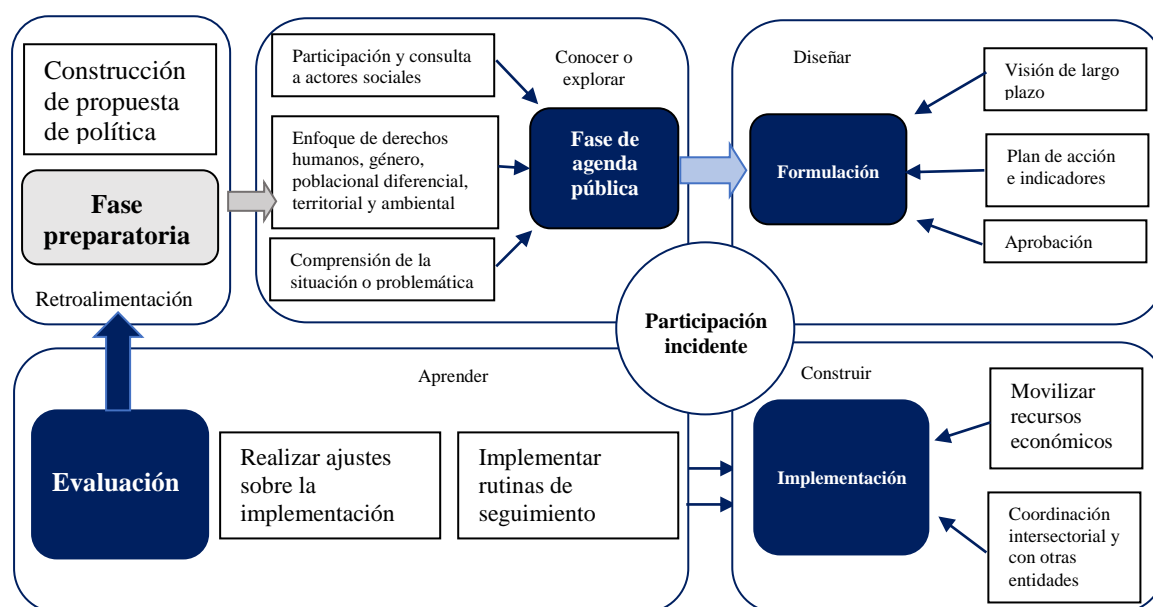 Construcción
de propuesta
de política
Fase
preparatoria
Retroalimentación
Participación y consulta
a actores sociales
Conocer o
explorar
Enfoque de derechos
humanos, género,
poblacional diferencial,
territorial y ambiental
Fase de
agenda
pública
Comprensión de la
situación o problemática
Diseñar
Visión de largo
plazo
Formulación
Plan de acción
e indicadores
Aprobación
Participación
incidente
Aprender
Evaluación
Realizar ajustes
sobre la
implementación
Implementar
rutinas de
seguimiento
Construir
Movilizar
recursos
económicos
Implementación
Coordinación
intersectorial y
con otras
entidades